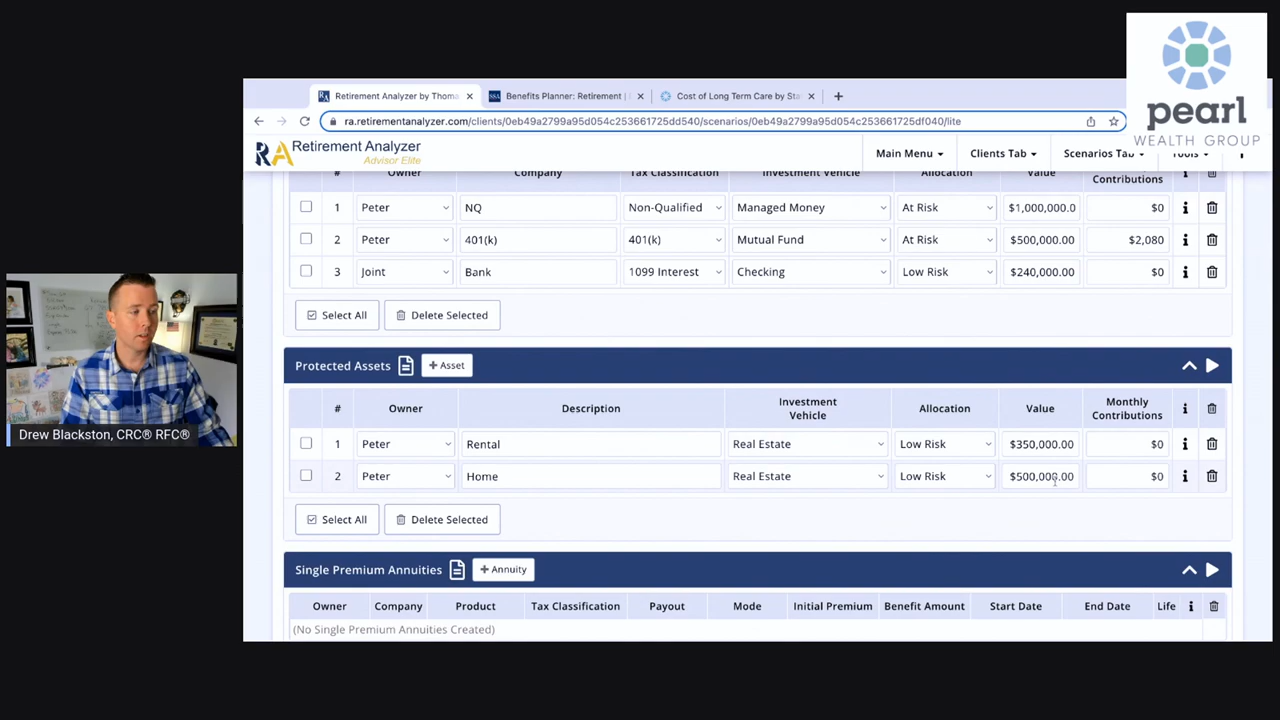 pearl
WEALTH GROUP
Retirement Analyzer by Thoma
Benefits Planner: Retirement |
Cost of Long Term Care by Sta
ra.retirementanalyzer.com/clients/0eb49a2799a95d054c253661725dd540/scenarios/0eb49a2799a95d054c253661725df040/lite
RA Retirement Analyzer
Advisor Elite
Main Menu
Clients Tab
Scenarios Tab
Tools
# Owner Company Tax Classification Investment Vehicle Allocation Value Contributions
1 Peter NQ Non-Qualified Managed Money At Risk $1,000,000.0 $0
2 Peter 401(k) 401(k) Mutual Fund At Risk $500,000.00 $2,080
3 Joint Bank 1099 Interest Checking Low Risk $240,000.00 $0
Select All Delete Selected
Protected Assets + Asset
# Owner Description Investment Vehicle Allocation Value Monthly Contributions
1 Peter Rental Real Estate Low Risk $350,000.00 $0
2 Peter Home Real Estate Low Risk $500,000.00 $0
Select All Delete Selected
Single Premium Annuities + Annuity
Owner Company Product Tax Classification Payout Mode Initial Premium Benefit Amount Start Date End Date Life
(No Single Premium Annuities Created)
Drew Blackston, CRC® RFC®